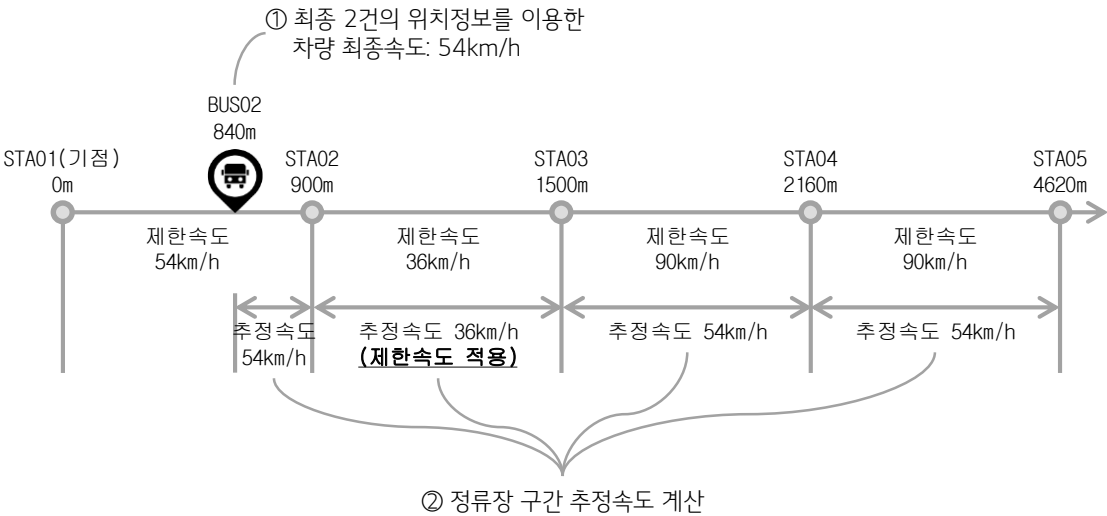 ① 최종 2건의 위치정보를 이용한
차량 최종속도: 54km/h
BUS02
840m
STA01(기점)
0m
STA02
900m
STA03
1500m
STA04
2160m
STA05
4620m
제한속도
54km/h
제한속도
36km/h
제한속도
90km/h
제한속도
90km/h
추정속도
54km/h
추정속도 36km/h
(제한속도 적용)
추정속도 54km/h
추정속도 54km/h
② 정류장 구간 추정속도 계산